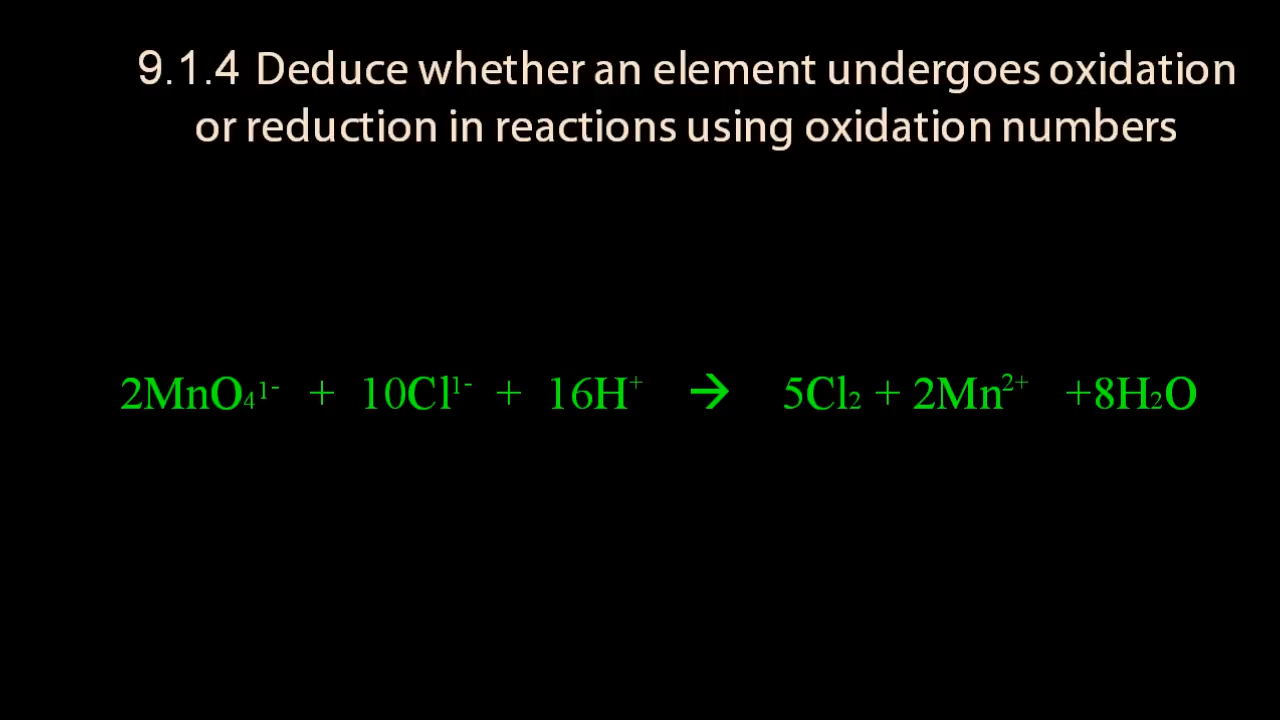 9.1.4 Deduce whether an element undergoes oxidation
or reduction in reactions using oxidation numbers
2MnO₄¹⁻ + 10Cl¹⁻ + 16H⁺ → 5Cl₂ + 2Mn²⁺ +8H₂O